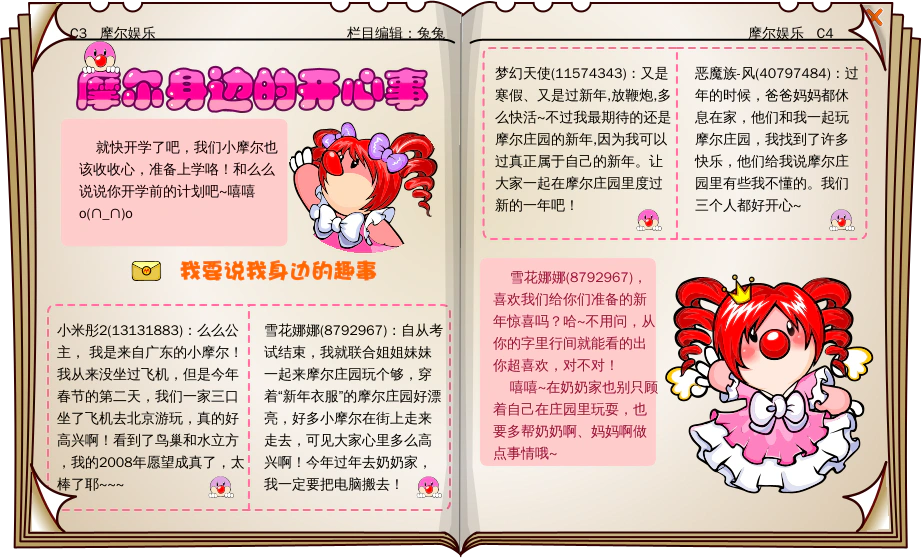 C3 摩尔娱乐
栏目编辑：兔兔
摩尔身边的开心事
就快开学了吧，我们小摩尔也
该收收心，准备上学咯！和么么
说说你开学前的计划吧~嘻嘻
o(∩_∩)o
我要说我身边的趣事
小米彤2(13131883)：么么公
主， 我是来自广东的小摩尔！
我从来没坐过飞机，但是今年
春节的第二天，我们一家三口
坐了飞机去北京游玩，真的好
高兴啊！看到了鸟巢和水立方
，我的2008年愿望成真了，太
棒了耶~~~
雪花娜娜(8792967)：自从考
试结束，我就联合姐姐妹妹
一起来摩尔庄园玩个够，穿
着“新年衣服”的摩尔庄园好漂
亮，好多小摩尔在街上走来
走去，可见大家心里多么高
兴啊！今年过年去奶奶家，
我一定要把电脑搬去！
摩尔娱乐 C4
梦幻天使(11574343)：又是
寒假、又是过新年,放鞭炮,多
么快活~不过我最期待的还是
摩尔庄园的新年,因为我可以
过真正属于自己的新年。让
大家一起在摩尔庄园里度过
新的一年吧！
恶魔族-风(40797484)：过
年的时候，爸爸妈妈都休
息在家，他们和我一起玩
摩尔庄园，我找到了许多
快乐，他们给我说摩尔庄
园里有些我不懂的。我们
三个人都好开心~
雪花娜娜(8792967)，
喜欢我们给你们准备的新
年惊喜吗？哈~不用问，从
你的字里行间就能看的出
你超喜欢，对不对！
嘻嘻~在奶奶家也别只顾
着自己在庄园里玩耍，也
要多帮奶奶啊、妈妈啊做
点事情哦~